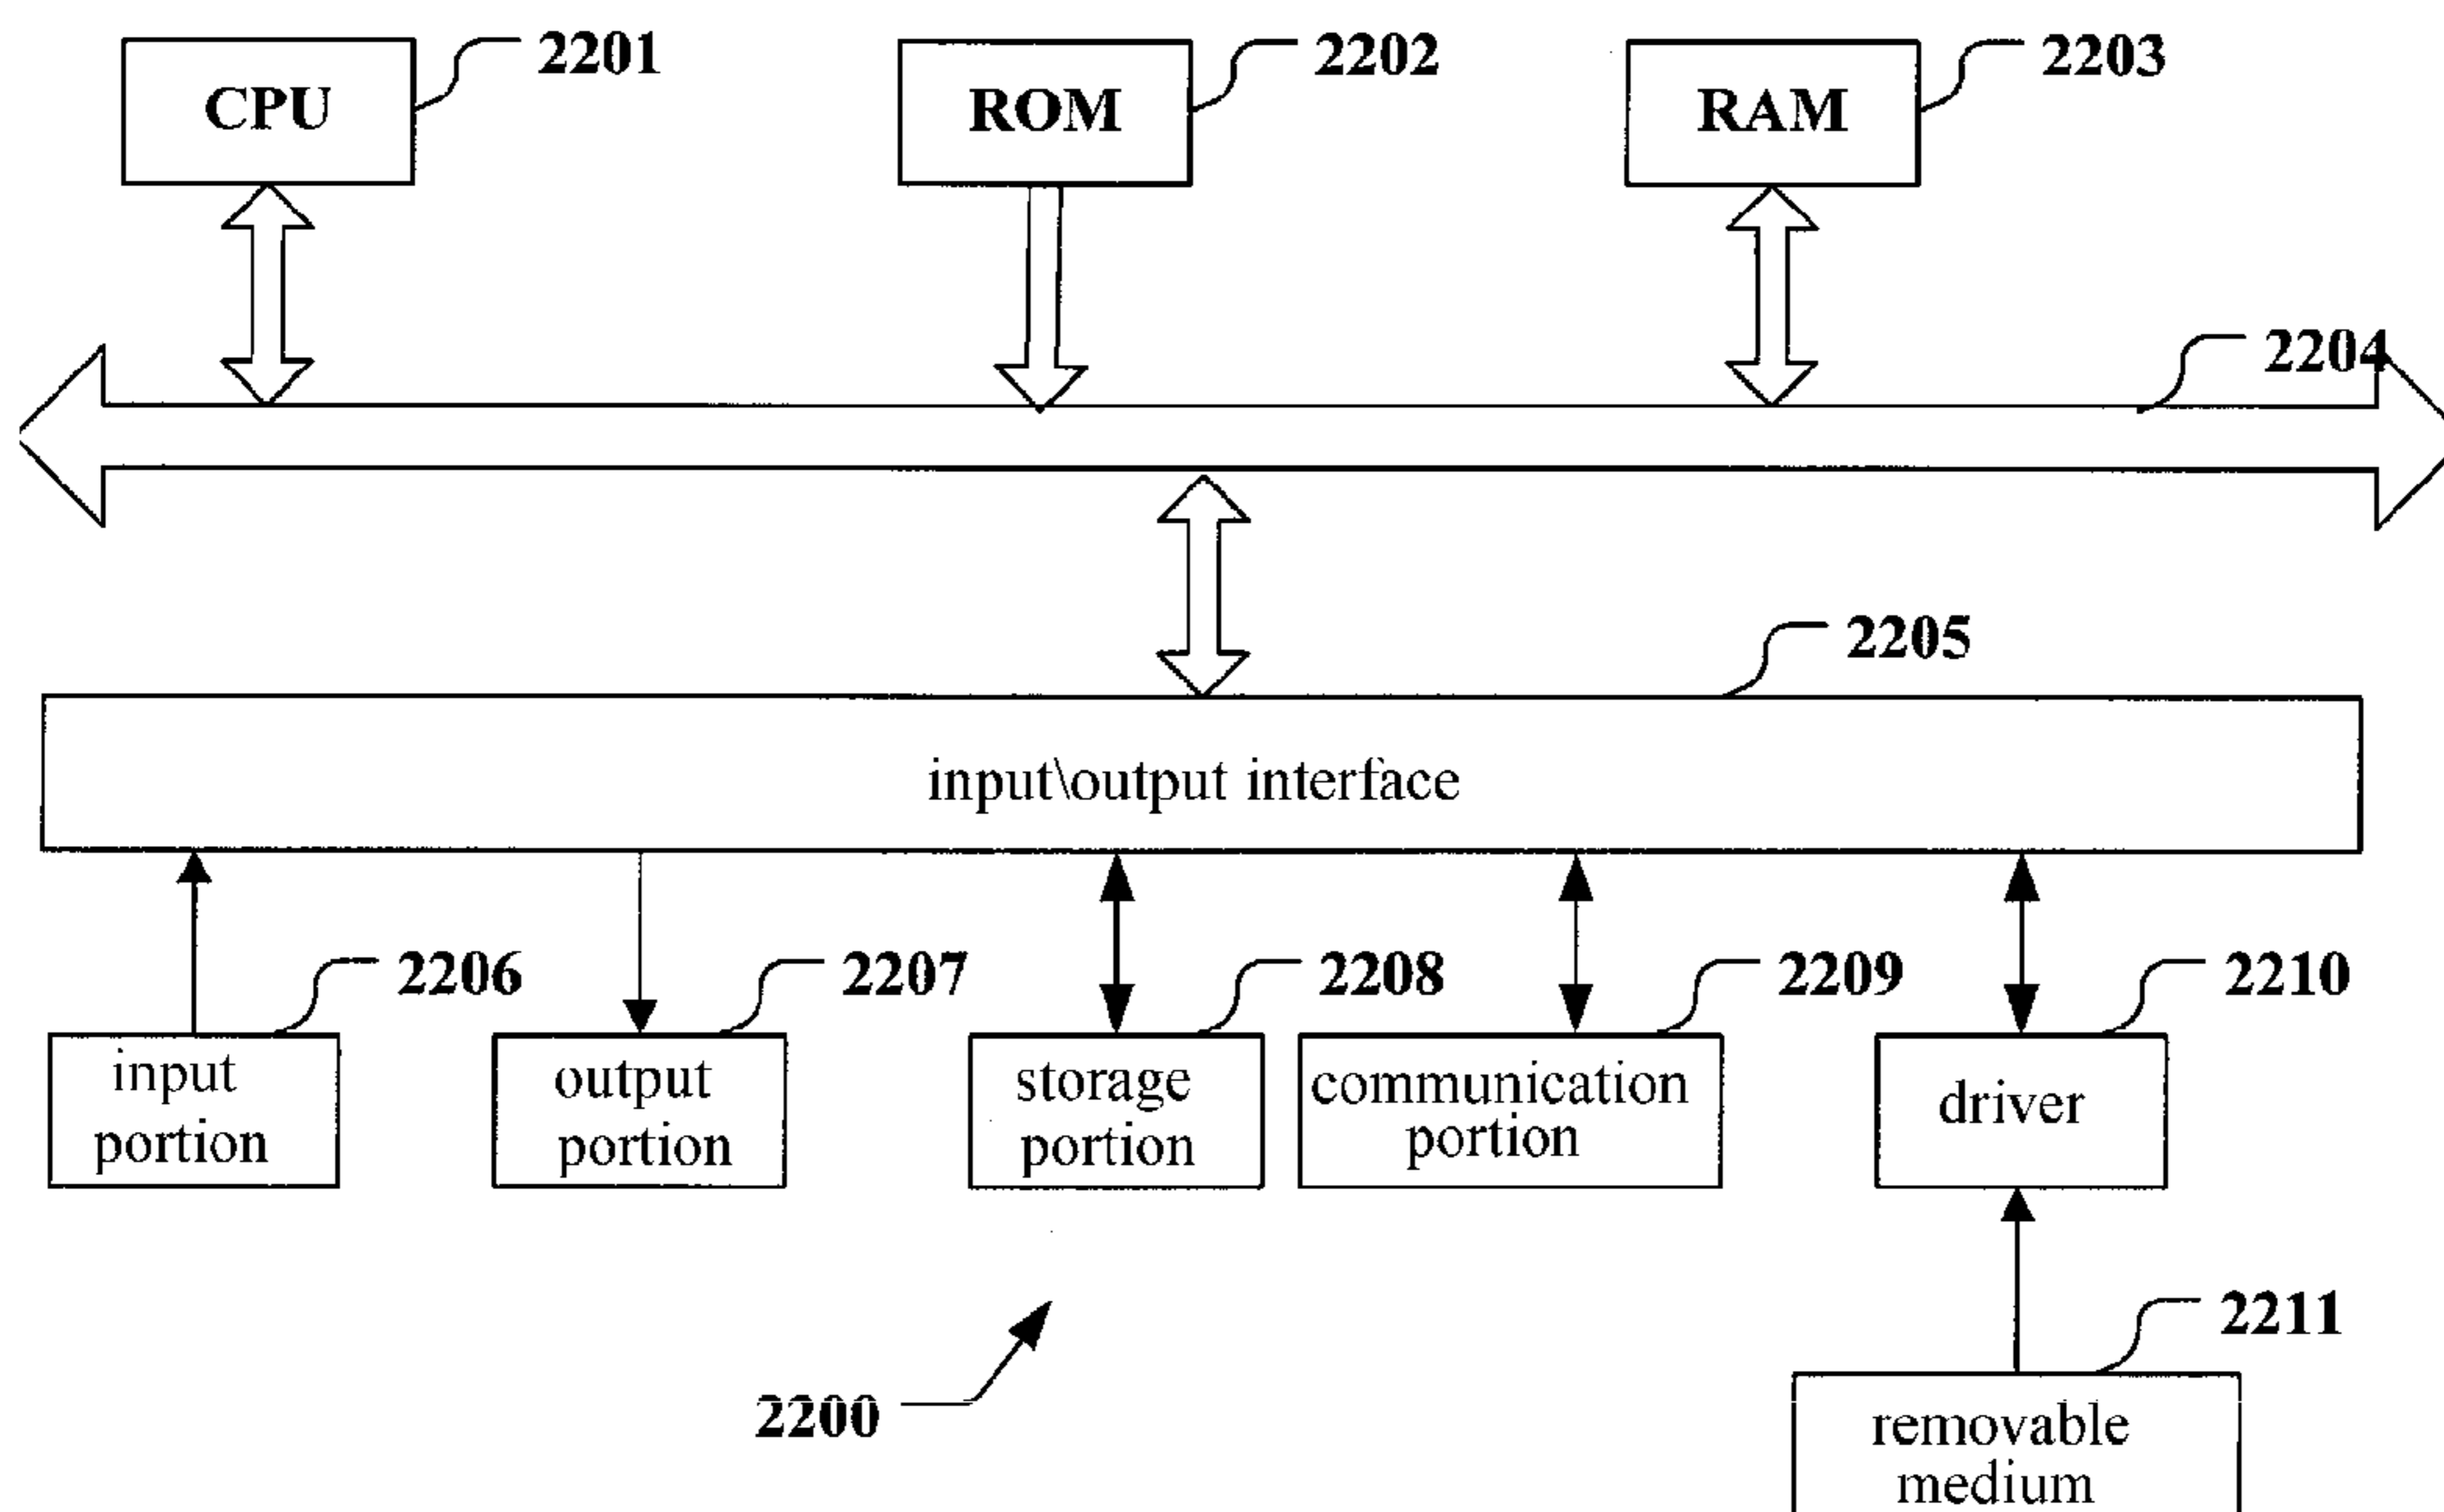 CPU
2201
ROM
2202
RAM
2203
2204
2205
input\output interface
2206
2207
2208
2209
2210
input
portion
output
portion
storage
portion
communication
portion
driver
2211
2200
removable
medium